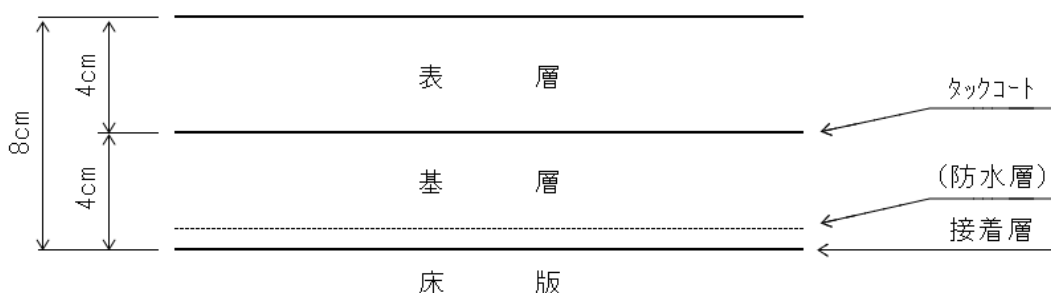 8cm
4cm
4cm
表 層
タックコート
基 層
(防水層)
接着層
床 版